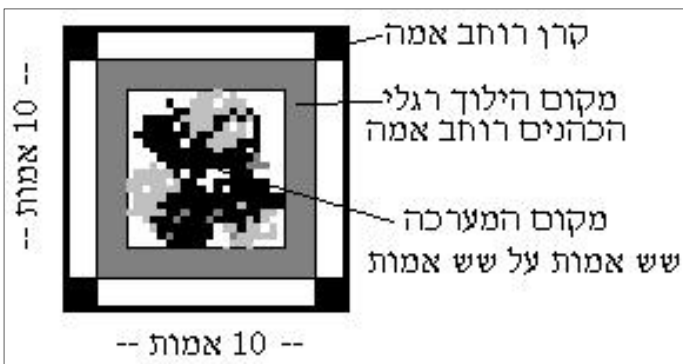 קרן רוחב אמה
מקום הילוך רגלי
הכהנים רוחב אמה
מקום המערכה
שש אמות על שש אמות
-- 10 אמות --
-- 10 אמות --